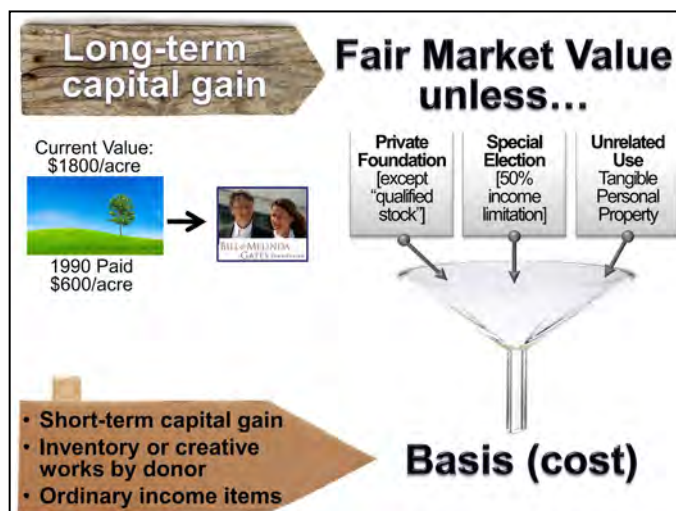 Long-term
capital gain
Fair Market Value
unless…
Current Value:
$1800/acre
1990 Paid
$600/acre
BILL & MELINDA
GATES foundation
Private
Foundation
[except
“qualified
stock”]
Special
Election
[50%
income
limitation]
Unrelated
Use
Tangible
Personal
Property
• Short-term capital gain
• Inventory or creative
works by donor
• Ordinary income items
Basis (cost)